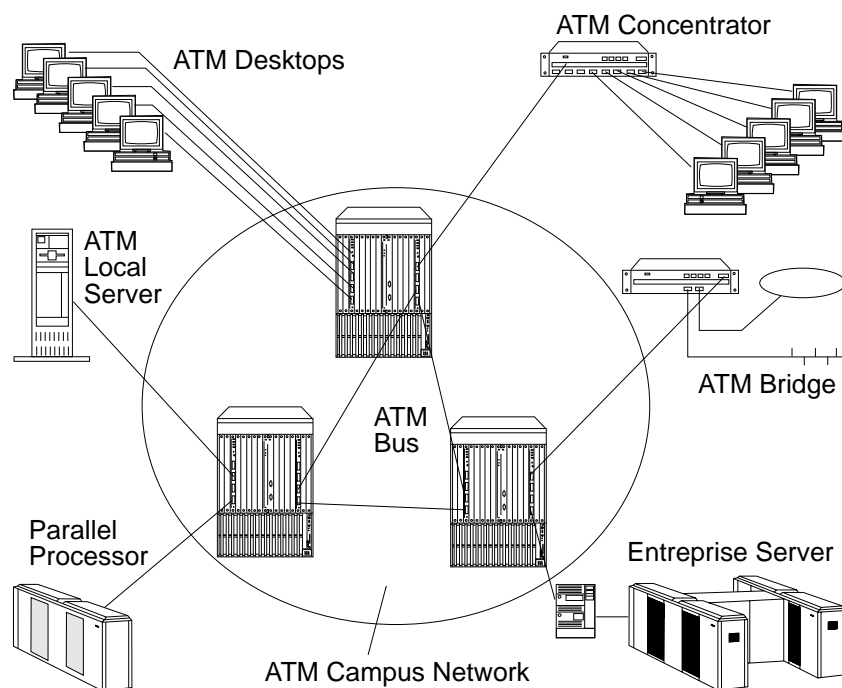 ATM Concentrator
ATM Desktops
ATM
Local
Server
ATM Bridge
ATM
Bus
Parallel
Processor
Entreprise Server
ATM Campus Network